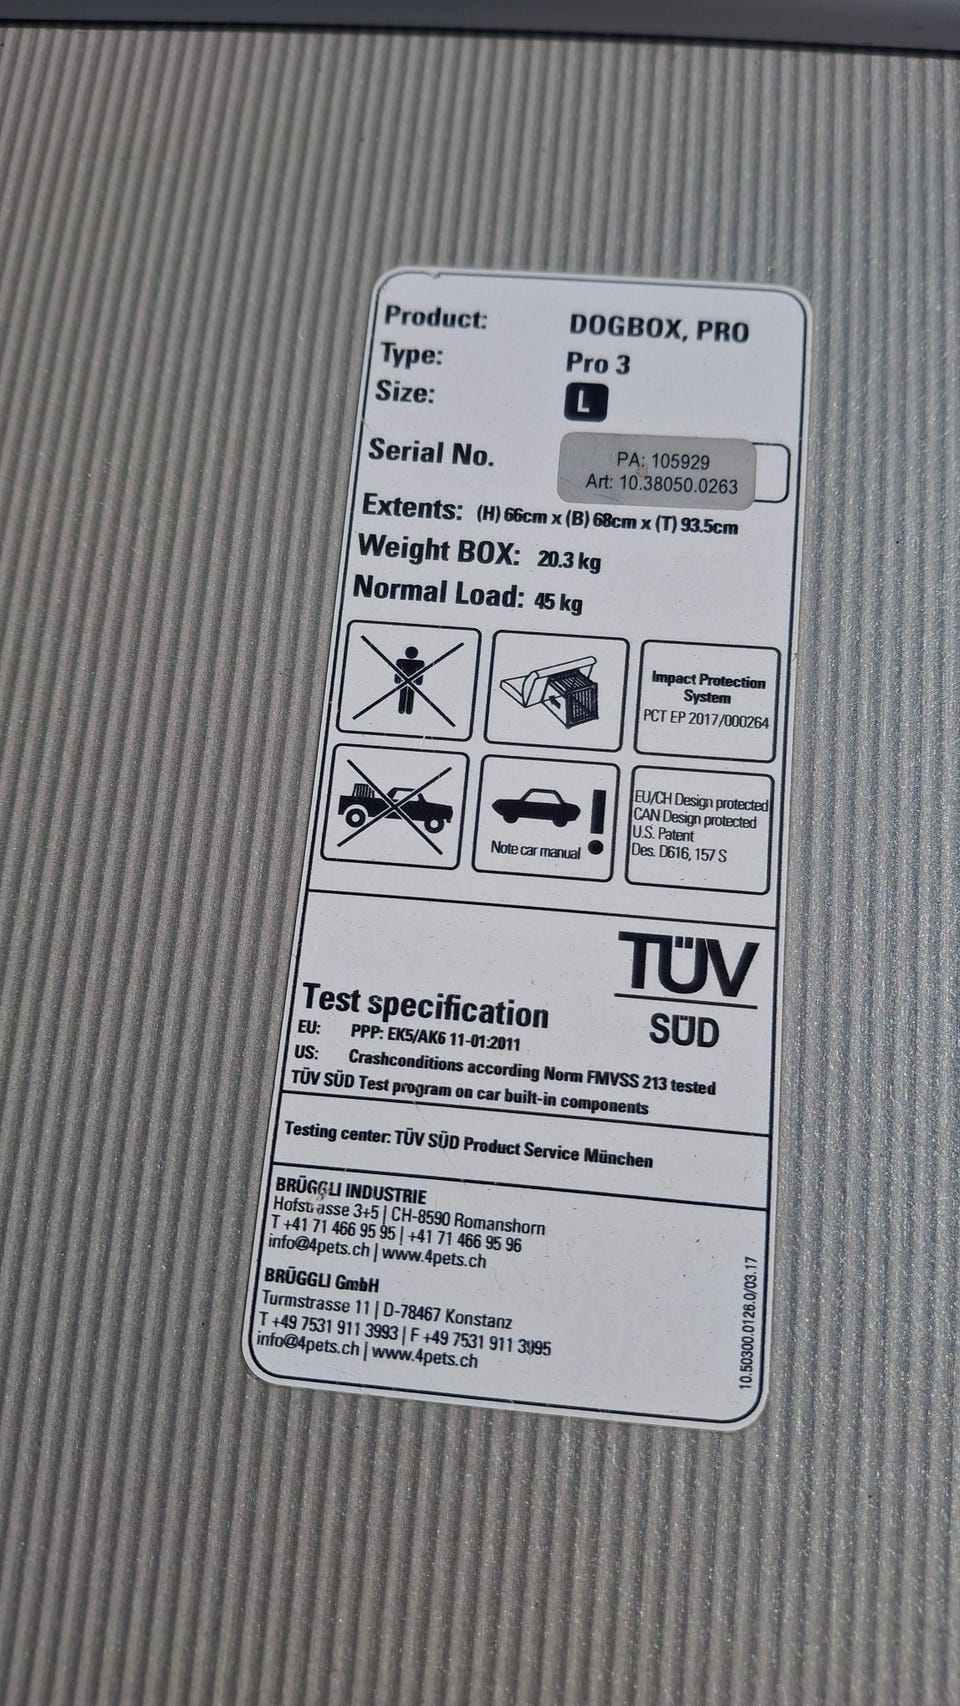 Product: DOGBOX, PRO
Type: Pro 3
Size: L
Serial No. PA: 105929
Art: 10.38050.0263
Extents: (H) 66cm x (B) 68cm x (T) 93.5cm
Weight BOX: 20.3 kg
Normal Load: 45 kg
Impact Protection
System
PCT EP 2017/000264
Note car manual
EU/CH Design protected
CAN Design protected
U.S. Patent
Des. D616, 157 S
TÜV
SÜD
Test specification
EU: PPP: EK5/AK6 11-01:2011
US: Crashconditions according Norm FMVSS 213 tested
TÜV SÜD Test program on car built-in components
Testing center: TÜV SÜD Product Service München
BRÜGGLI INDUSTRIE
Hofstrasse 3+5 | CH-8590 Romanshorn
T +41 71 466 95 95 | +41 71 466 95 96
info@4pets.ch | www.4pets.ch
BRÜGGLI GmbH
Turmstrasse 11 | D-78467 Konstanz
T +49 7531 911 3993 | F +49 7531 911 3995
info@4pets.ch | www.4pets.ch
10.50300.0126.0/03.17